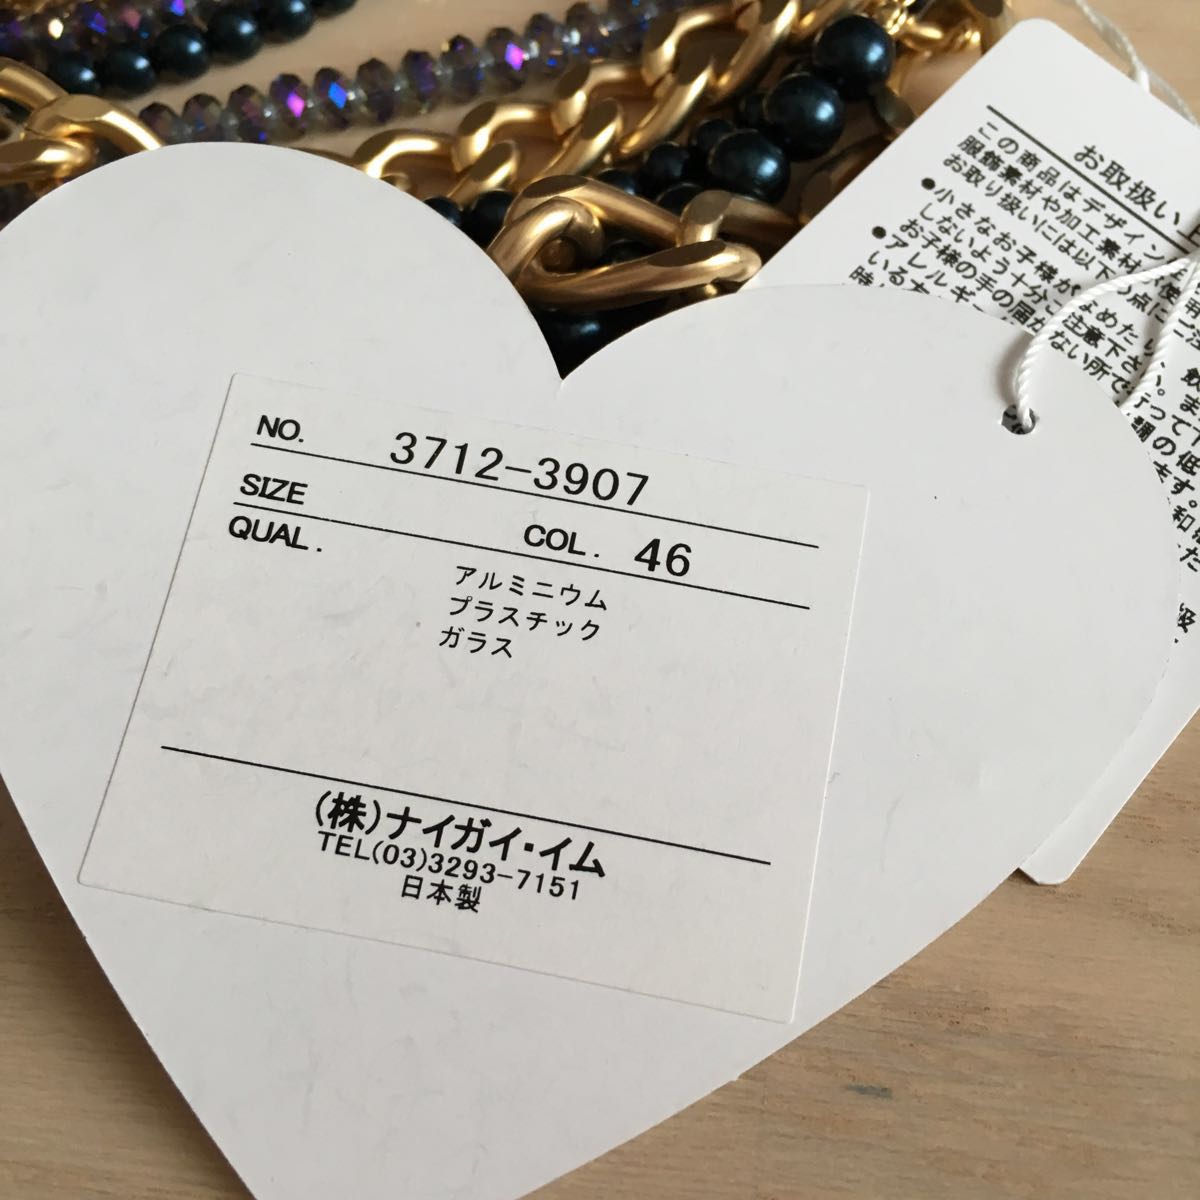 NO. 3712-3907
SIZE
COL. 46
QUAL.
アルミニウム
プラスチック
ガラス
(株)ナイガイ・イム
TEL(03)3293-7151
日本製
お取扱い
この商品はデザイン
服飾素材や加工素材
お取り扱いには以下の点に
●小さなお子様が
しないよう十分ご注意下さい。
お子様の手の届かない所で
●アレルギー
いる方
時